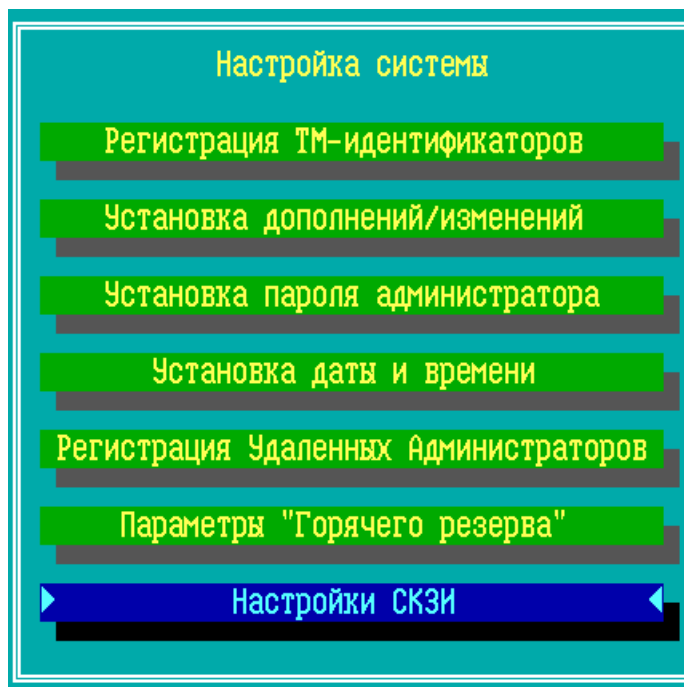 Настройка системы
Регистрация ТМ-идентификаторов
Установка дополнений/изменений
Установка пароля администратора
Установка даты и времени
Регистрация Удаленных Администраторов
Параметры "Горячего резерва"
Настройки СКЗИ